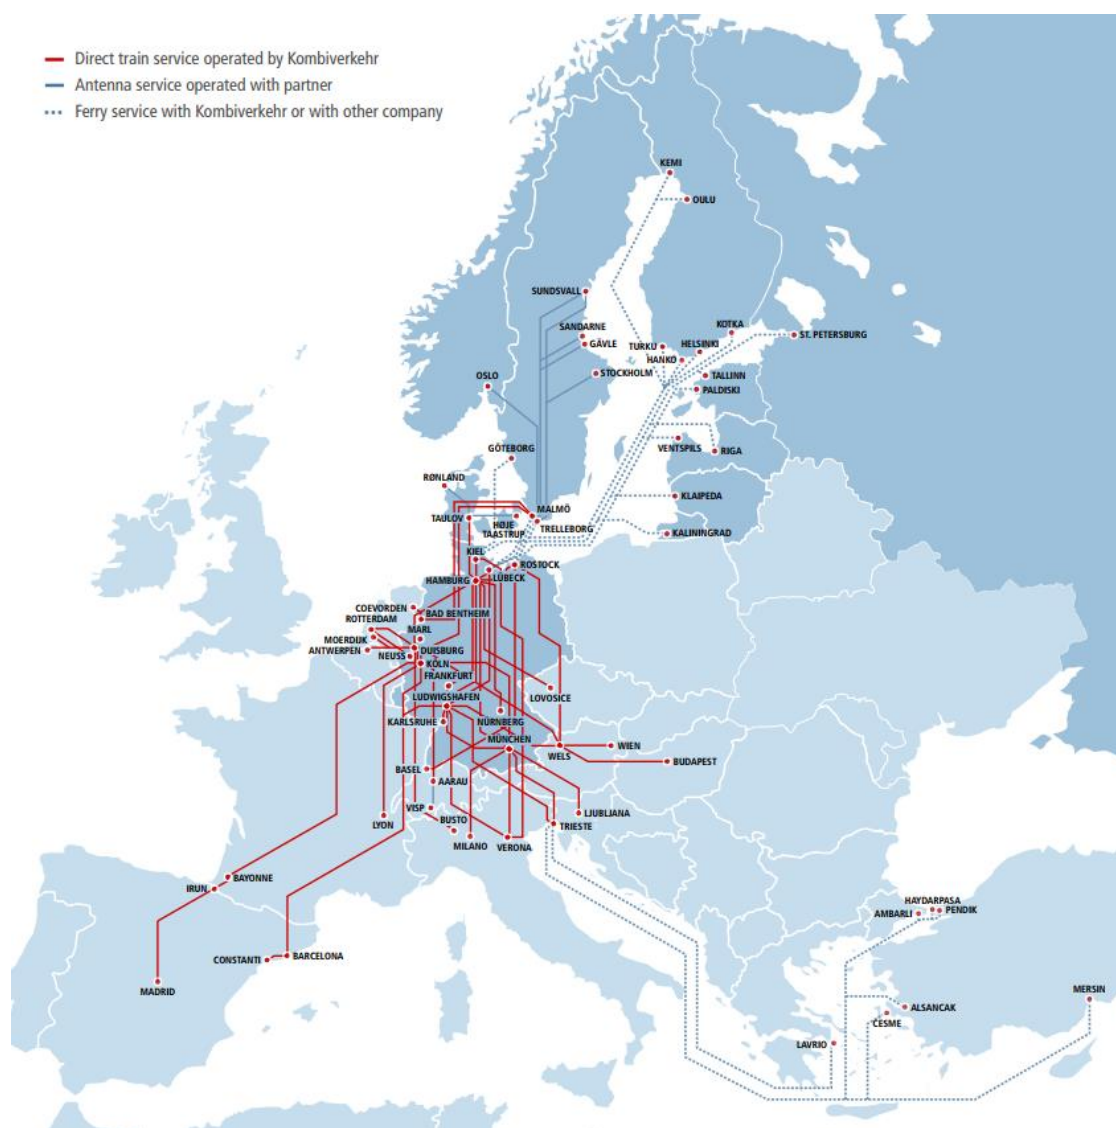 Direct train service operated by Kombiverkehr
Antenna service operated with partner
Ferry service with Kombiverkehr or with other company
KEMI
OULU
SUNDSVALL
SANDARNE
GÄVLE
STOCKHOLM
OSLO
KOTKA
HELSINKI
ST. PETERSBURG
TURKU
HANKO
TALLINN
PALDISKI
GÖTEBORG
VENTSPILS
RIGA
RØNLAND
KLAIPEDA
MALMÖ
TAULOV
HØJE
TAASTRUP
TRELLEBORG
KALININGRAD
KIEL
ROSTOCK
HAMBURG
LÜBECK
COEVORDEN
BAD BENTHEIM
ROTTERDAM
MARL
MOERDIJK
ANTWERPEN
DUISBURG
NEUSS
KÖLN
FRANKFURT
LUDWIGSHAFEN
LOVOSICE
KARLSRUHE
NÜRNBERG
MÜNCHEN
WELS
WIEN
BUDAPEST
BASEL
AARAU
VISP
BUSTO
LJUBLJANA
LYON
MILANO
VERONA
TRIESTE
BAYONNE
IRUN
HAYDARPASA
AMBARLI
PENDIK
CONSTANTI
BARCELONA
MADRID
MERSIN
ALSANCAK
CESME
LAVRIO